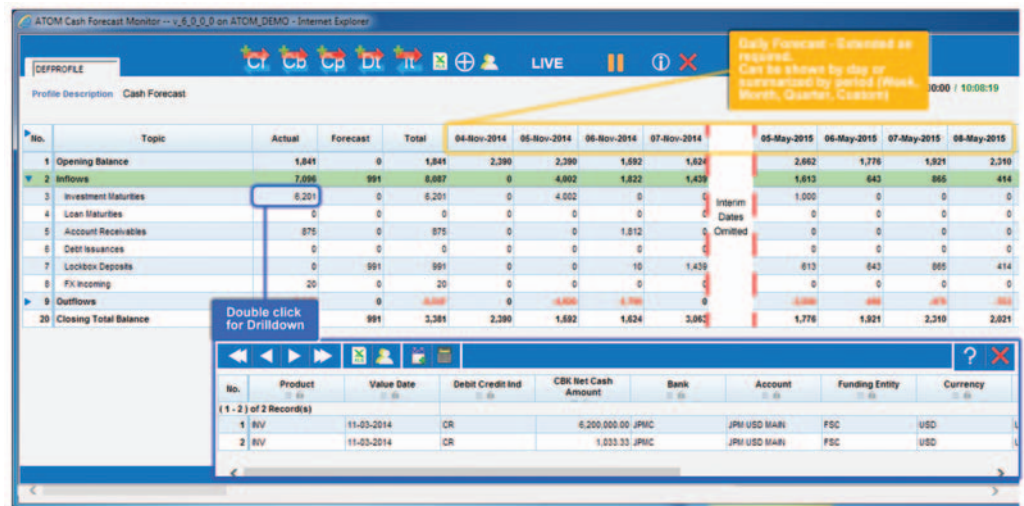 ATOM Cash Forecast Monitor -- v_6_0_0_0 on ATOM_DEMO - Internet Explorer
DEFPROFILE Cf Cb Cp Dt LIVE
Daily Forecast - Extended as
required.
Can be shown by day or
summarized by period (Week,
Month, Quarter, Custom)
Profile Description Cash Forecast / 10:08:19
No. Topic Actual Forecast Total 04-Nov-2014 05-Nov-2014 06-Nov-2014 07-Nov-2014 05-May-2015 06-May-2015 07-May-2015 08-May-2015
1 Opening Balance 1,841 0 1,841 2,390 2,390 1,692 1,624 2,662 1,776 1,921 2,310
2 Inflows 7,096 991 8,087 0 4,002 1,822 1,439 1,613 643 865 414
3 Investment Maturities 6,201 0 6,201 0 4,002 0 0 1,000 0 0 0
4 Loan Maturities 0 0 0 0 0 0 0 0 0 0 0
5 Account Receivables 875 0 875 0 0 1,812 0 0 0 0 0
6 Debt Issuances 0 0 0 0 0 0 0 0 0 0 0
7 Lockbox Deposits 0 991 991 0 0 10 1,439 613 643 865 414
8 FX Incoming 20 0 20 0 0 0 0 0 0 0 0
Interim
Dates
Omitted
9 Outflows 0 0 0
20 Closing Total Balance 991 3,381 2,390 1,692 1,624 3,063 1,776 1,921 2,310 2,021
Double click
for Drilldown
No. Product Value Date Debit Credit Ind CBK Net Cash Amount Bank Account Funding Entity Currency
( 1 - 2 ) of 2 Record(s)
1 INV 11-03-2014 CR 6,200,000.00 JPMC JPM USD MAIN FSC USD
2 INV 11-03-2014 CR 1,033.33 JPMC JPM USD MAIN FSC USD